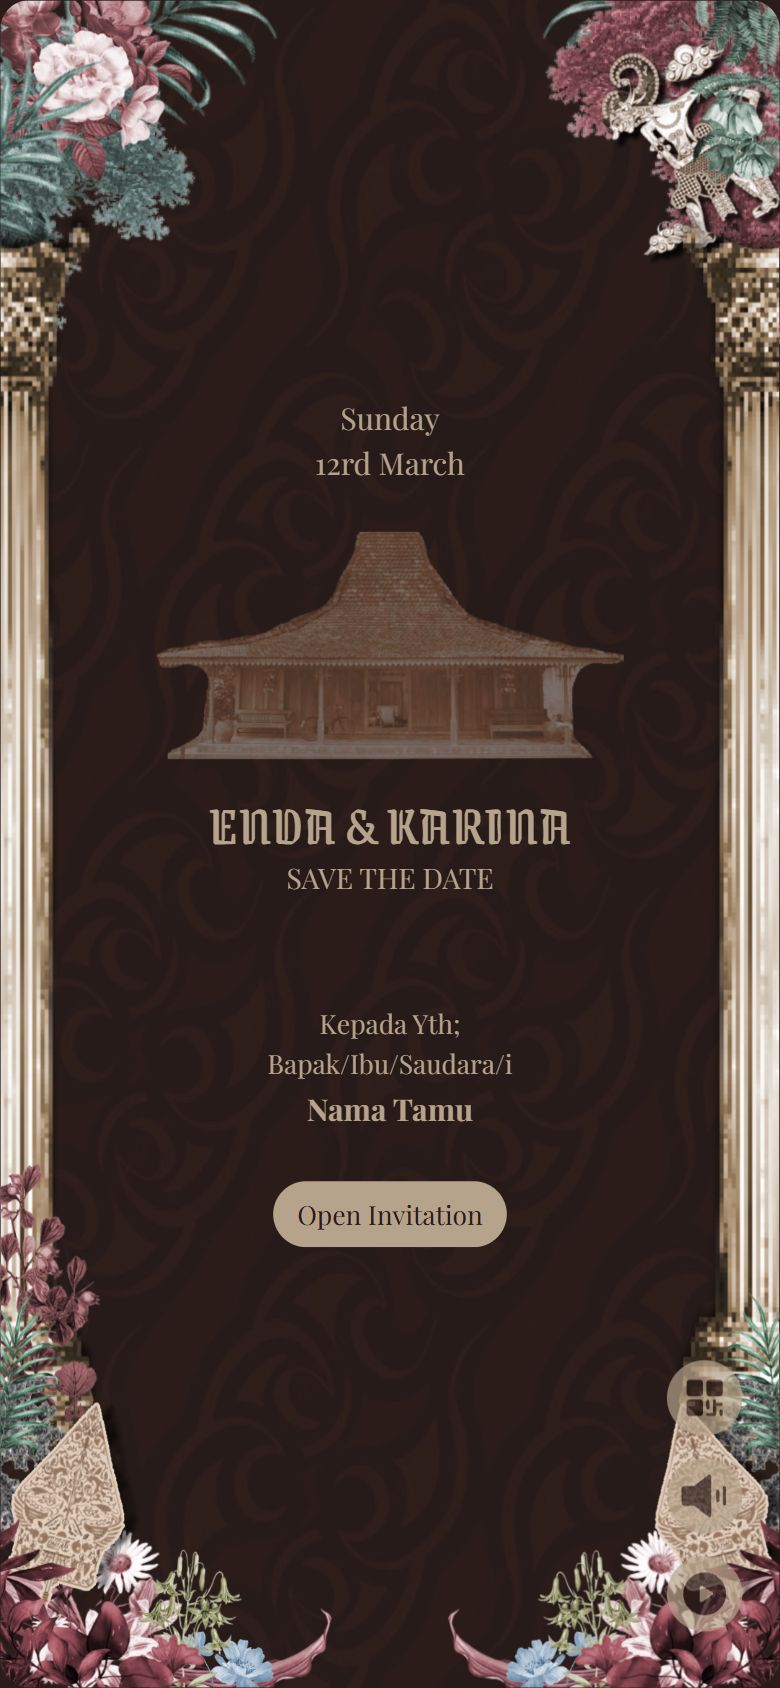 Sunday
12rd March
ENDA & KARINA
SAVE THE DATE
Kepada Yth;
Bapak/Ibu/Saudara/i
Nama Tamu
Open Invitation